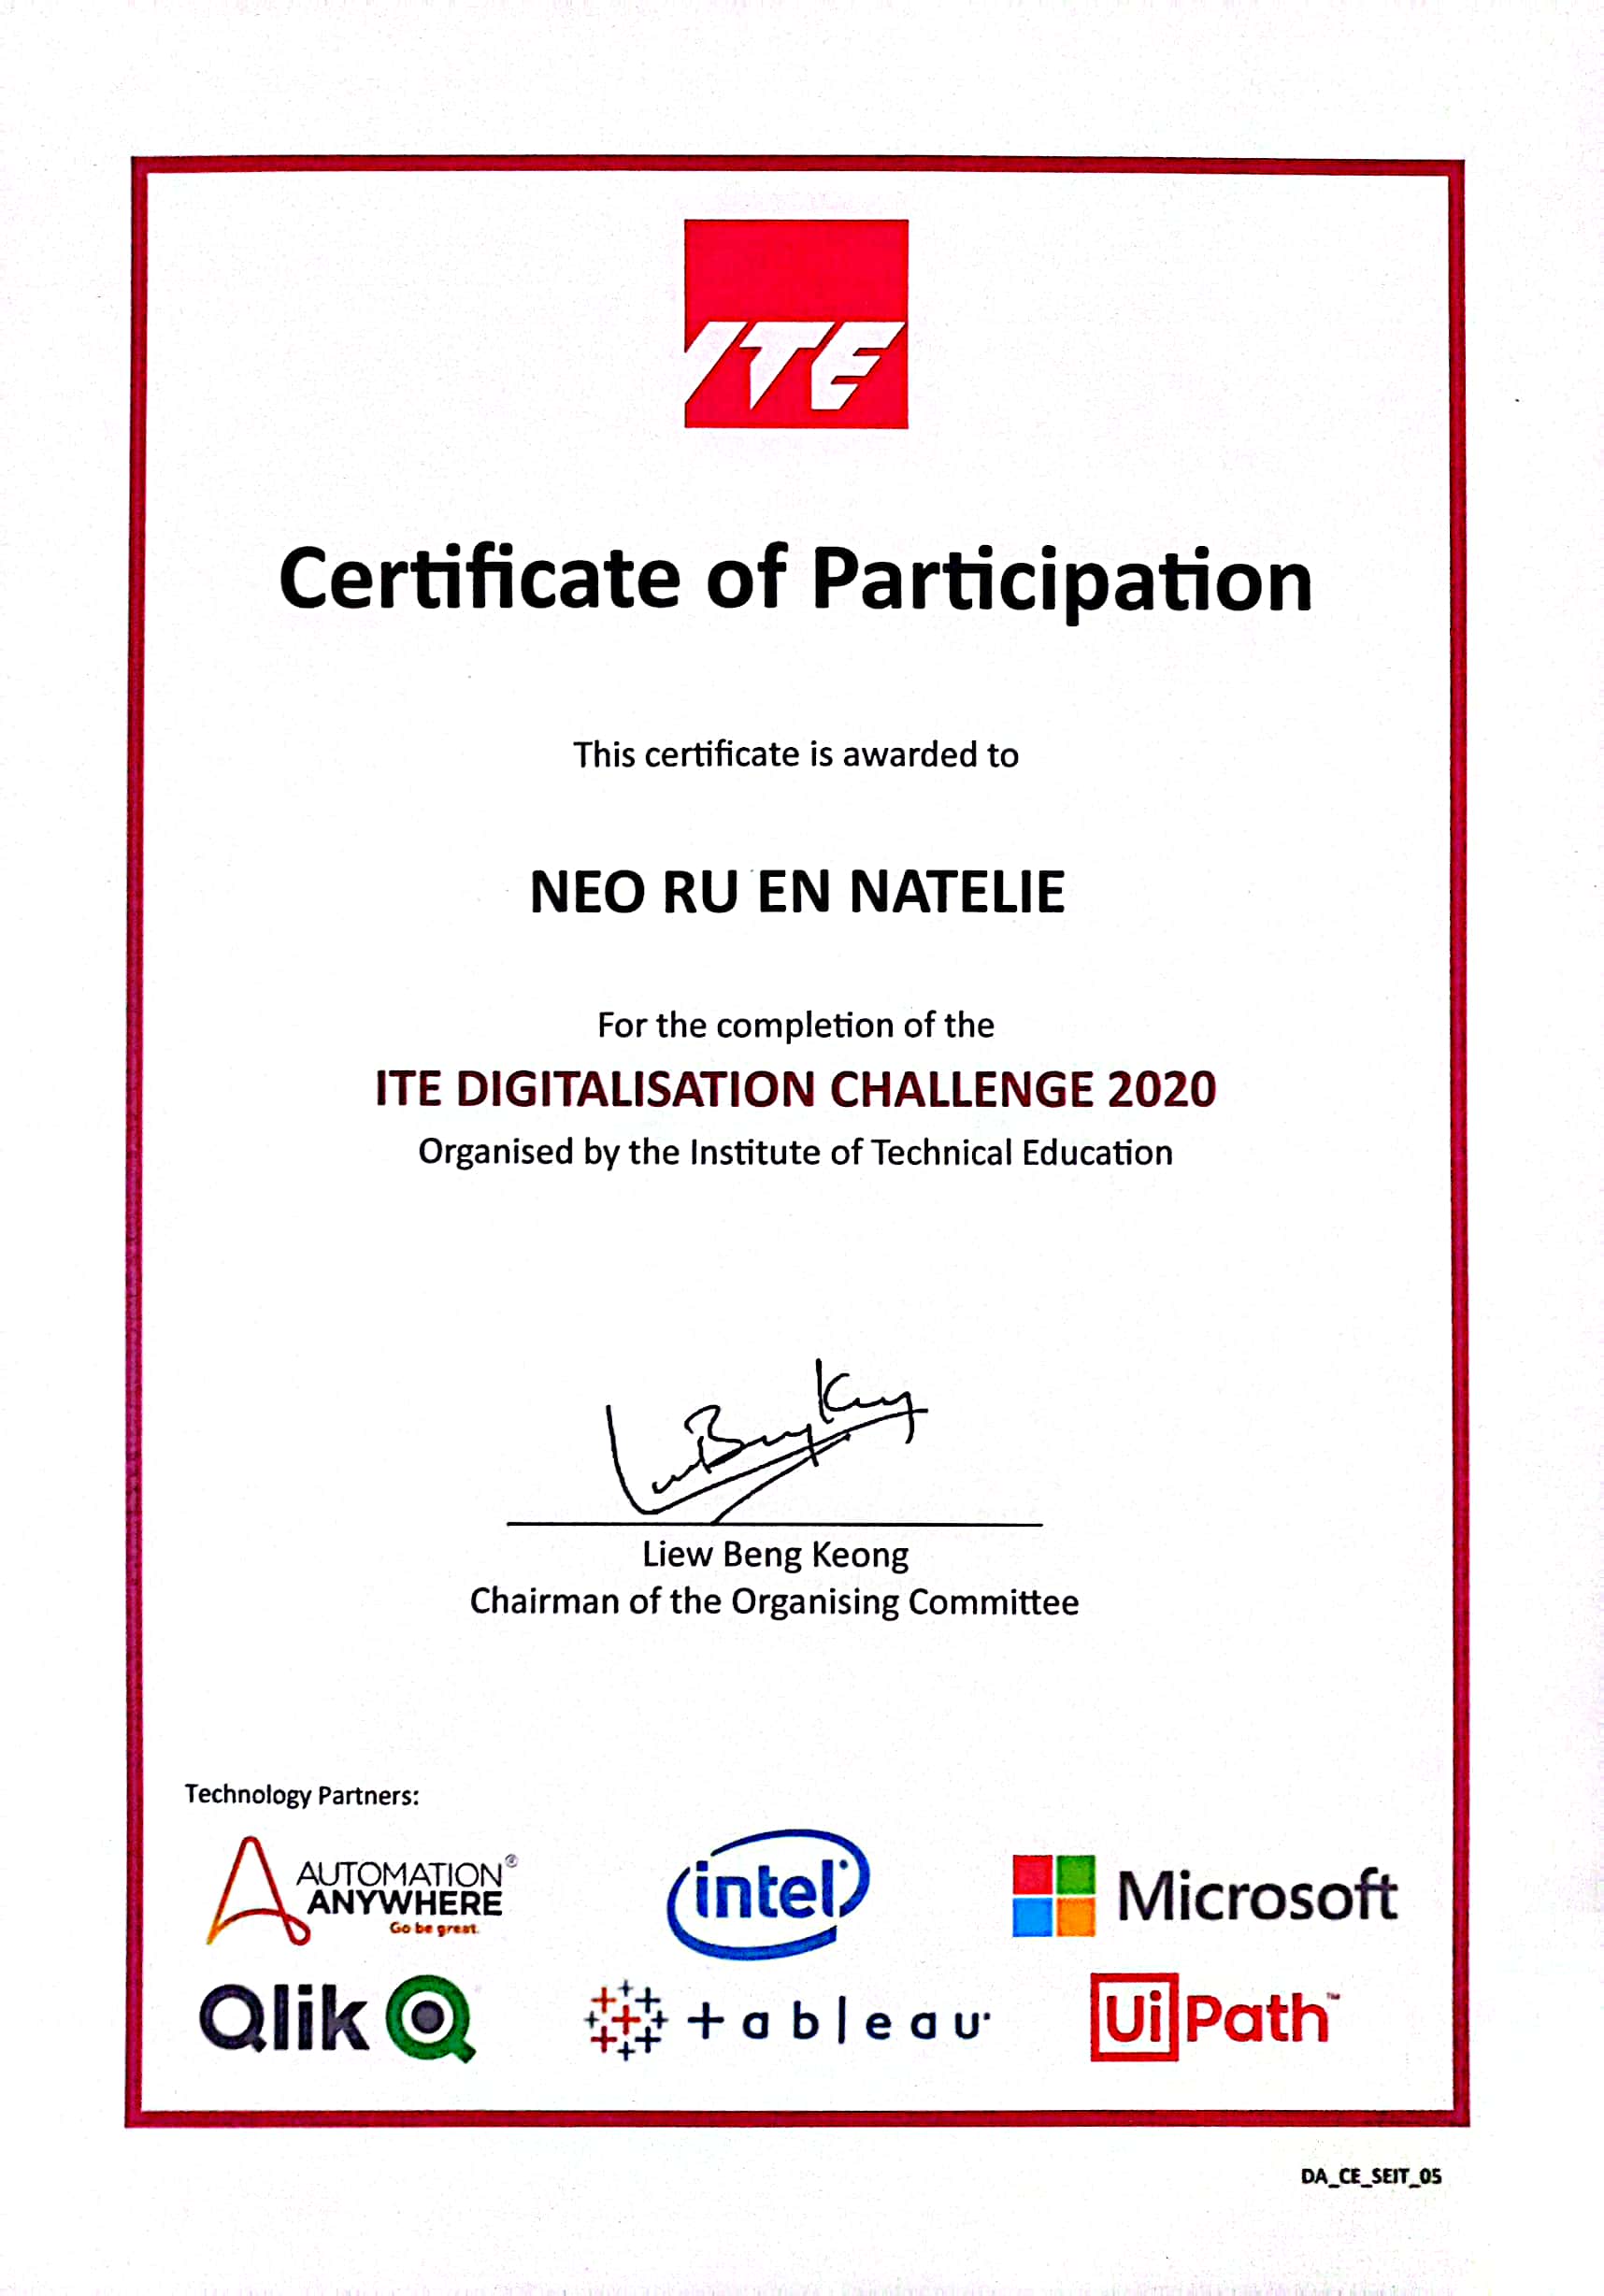 ITE
Certificate of Participation
This certificate is awarded to
NEO RU EN NATELIE
For the completion of the
ITE DIGITALISATION CHALLENGE 2020
Organised by the Institute of Technical Education
Liew Beng Keong
Chairman of the Organising Committee
Technology Partners:
AUTOMATION®
ANYWHERE
Go be great.
intel
Microsoft
Qlik
+ableau
UiPath™
DA_CE_SEIT_05